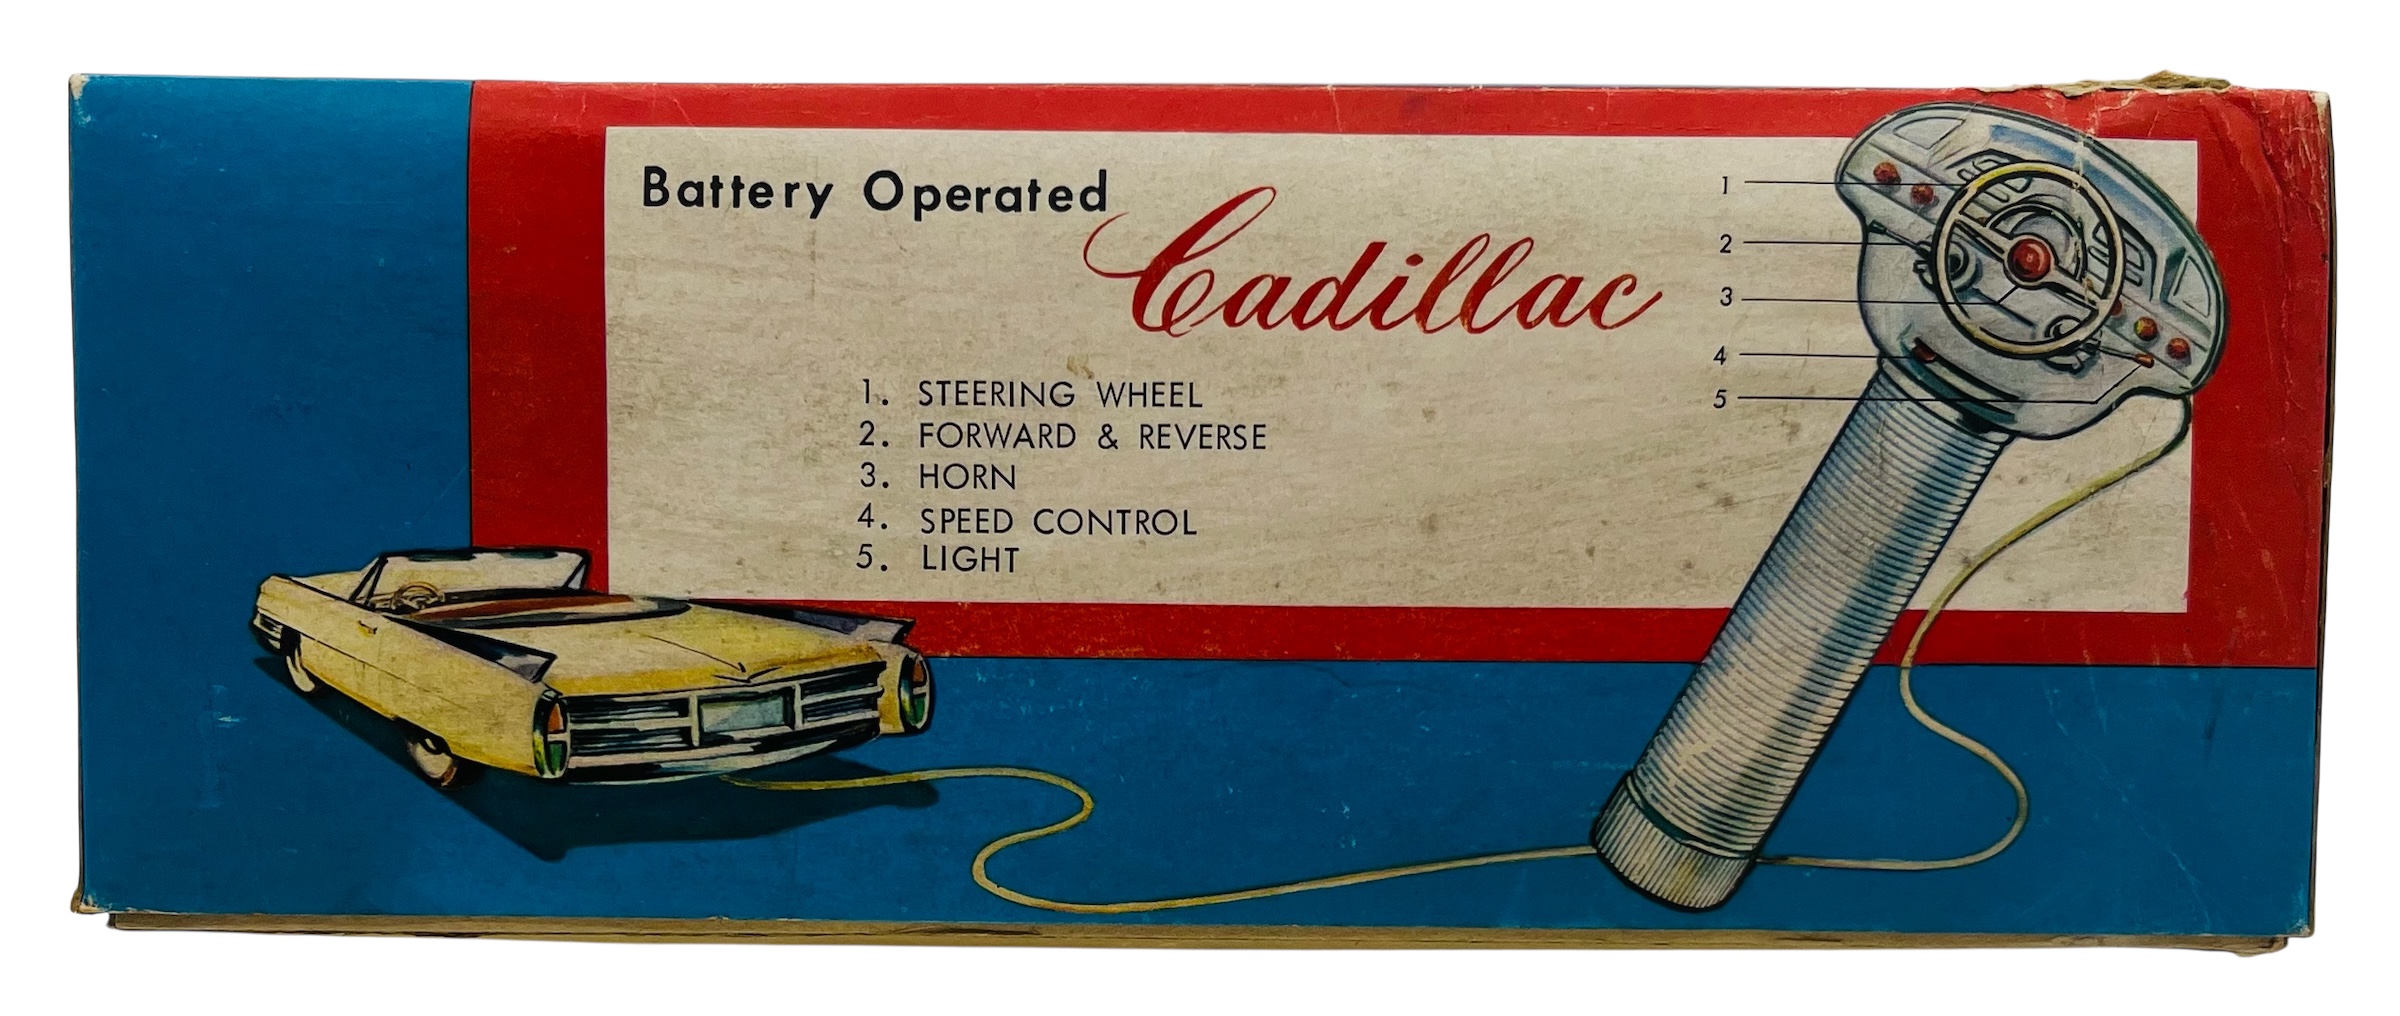 Battery Operated
Cadillac
1. STEERING WHEEL
2. FORWARD & REVERSE
3. HORN
4. SPEED CONTROL
5. LIGHT
1
2
3
4
5